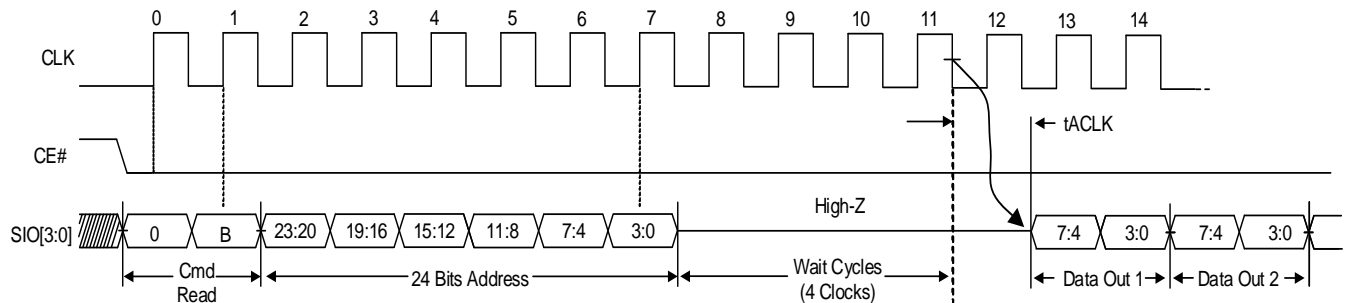 0 1 2 3 4 5 6 7 8 9 10 11 12 13 14
CLK
tACLK
CE#
High-Z
SIO[3:0] 0 B 23:20 19:16 15:12 11:8 7:4 3:0 7:4 3:0 7:4 3:0
Cmd Read
24 Bits Address
Wait Cycles
(4 Clocks)
Data Out 1
Data Out 2